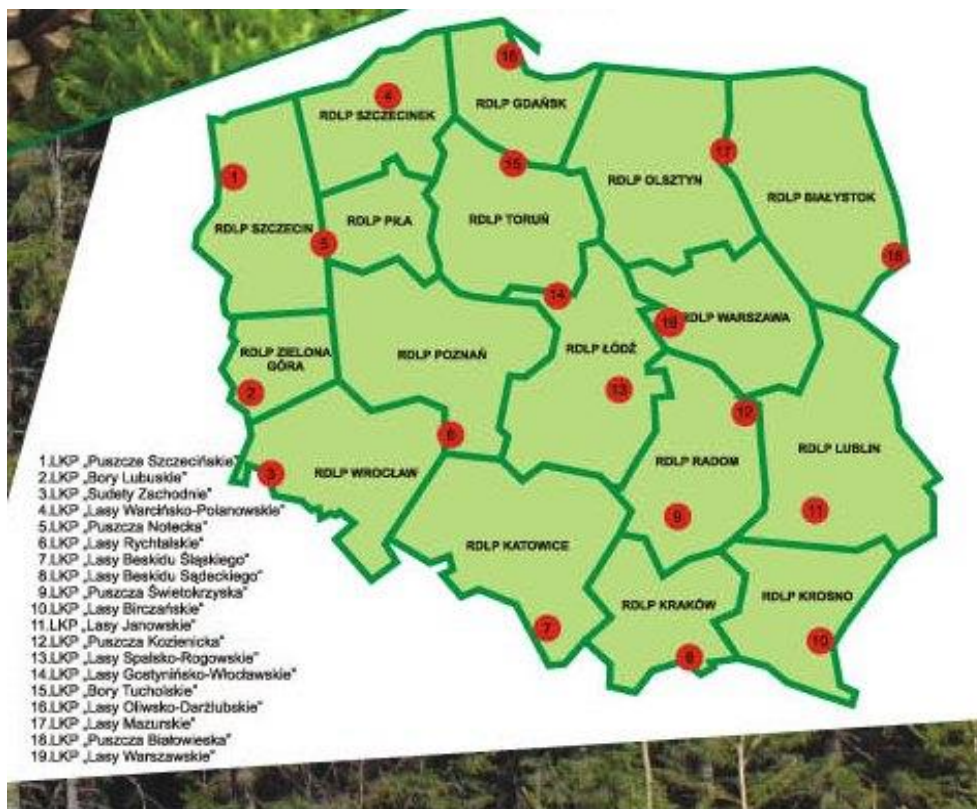 16
4
RDLP GDAŃSK
RDLP SZCZECINEK
17
15
1
RDLP OLSZTYN
RDLP BIAŁYSTOK
RDLP PIŁA
RDLP TORUŃ
RDLP SZCZECIN
5
18
14
19
RDLP WARSZAWA
RDLP ZIELONA
GÓRA
RDLP POZNAŃ
RDLP ŁÓDŹ
2
13
12
6
RDLP LUBLIN
RDLP RADOM
RDLP WROCŁAW
3
11
9
RDLP KATOWICE
RDLP KRAKÓW
RDLP KROSNO
7
10
8
1.LKP „Puszcze Szczecińskie"
2.LKP „Bory Lubuskie"
3.LKP „Sudety Zachodnie"
4.LKP „Lasy Warcińsko-Polanowskie"
5.LKP „Puszcza Notecka"
6.LKP „Lasy Rychtalskie"
7.LKP „Lasy Beskidu Śląskiego"
8.LKP „Lasy Beskidu Sądeckiego"
9.LKP „Puszcza Świetokrzyska"
10.LKP „Lasy Birczańskie"
11.LKP „Lasy Janowskie"
12.LKP „Puszcza Kozienicka"
13.LKP „Lasy Spalsko-Rogowskie"
14.LKP „Lasy Gostynińsko-Włocławskie"
15.LKP „Bory Tucholskie"
16.LKP „Lasy Oliwsko-Darżlubskie"
17.LKP „Lasy Mazurskie"
18.LKP „Puszcza Białowieska"
19.LKP „Lasy Warszawskie"